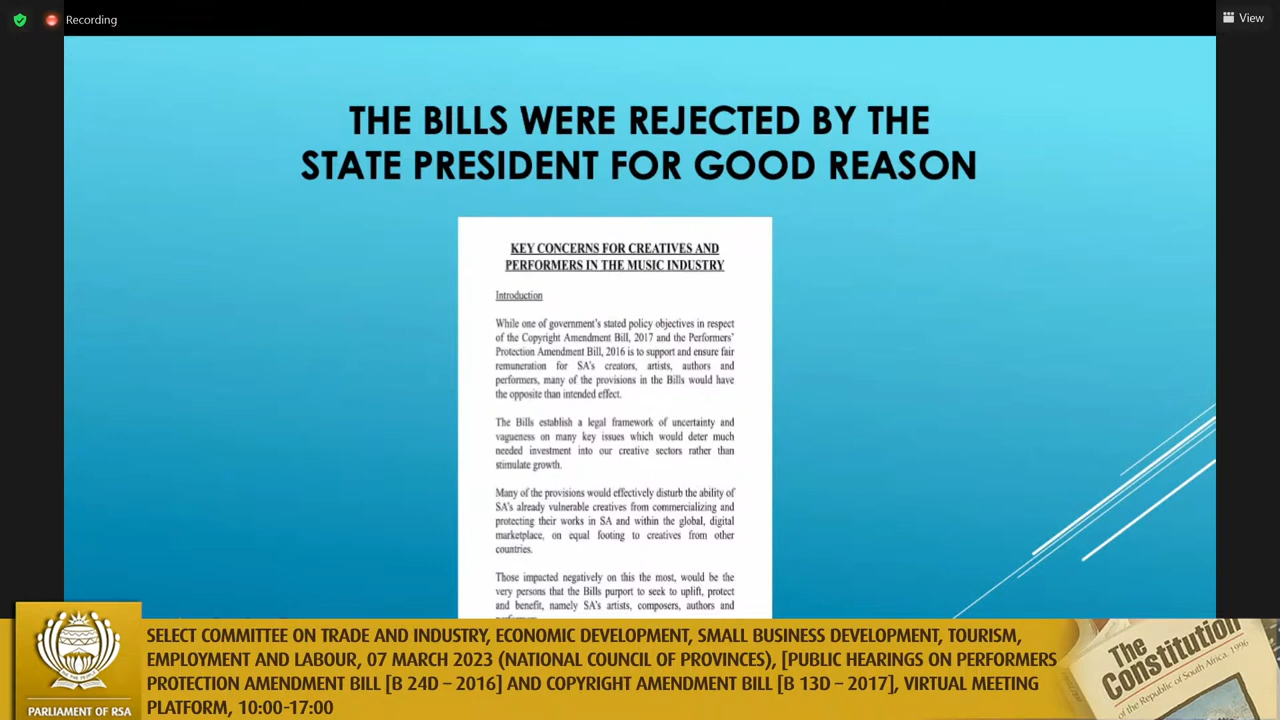 Recording
View
THE BILLS WERE REJECTED BY THE
STATE PRESIDENT FOR GOOD REASON
KEY CONCERNS FOR CREATIVES AND
PERFORMERS IN THE MUSIC INDUSTRY
Introduction
While one of government's stated policy objectives in respect
of the Copyright Amendment Bill, 2017 and the Performers'
Protection Amendment Bill, 2016 is to support and ensure fair
remuneration for SA's creators, artists, authors and
performers, many of the provisions in the Bills would have
the opposite than intended effect.
The Bills establish a legal framework of uncertainty and
vagueness on many key issues which would deter much
needed investment into our creative sectors rather than
stimulate growth.
Many of the provisions would effectively disturb the ability of
SA's already vulnerable creatives from commercializing and
protecting their works in SA and within the global, digital
marketplace, on equal footing to creatives from other
countries.
Those impacted negatively on this the most, would be the
very persons that the Bills purport to seek to uplift, protect
and benefit, namely SA's artists, composers, authors and
SELECT COMMITTEE ON TRADE AND INDUSTRY, ECONOMIC DEVELOPMENT, SMALL BUSINESS DEVELOPMENT, TOURISM,
EMPLOYMENT AND LABOUR, 07 MARCH 2023 (NATIONAL COUNCIL OF PROVINCES), [PUBLIC HEARINGS ON PERFORMERS
PROTECTION AMENDMENT BILL [B 24D – 2016] AND COPYRIGHT AMENDMENT BILL [B 13D – 2017], VIRTUAL MEETING
PLATFORM, 10:00-17:00
PARLIAMENT OF RSA
The
Constitution
of the Republic of South Africa, 1996